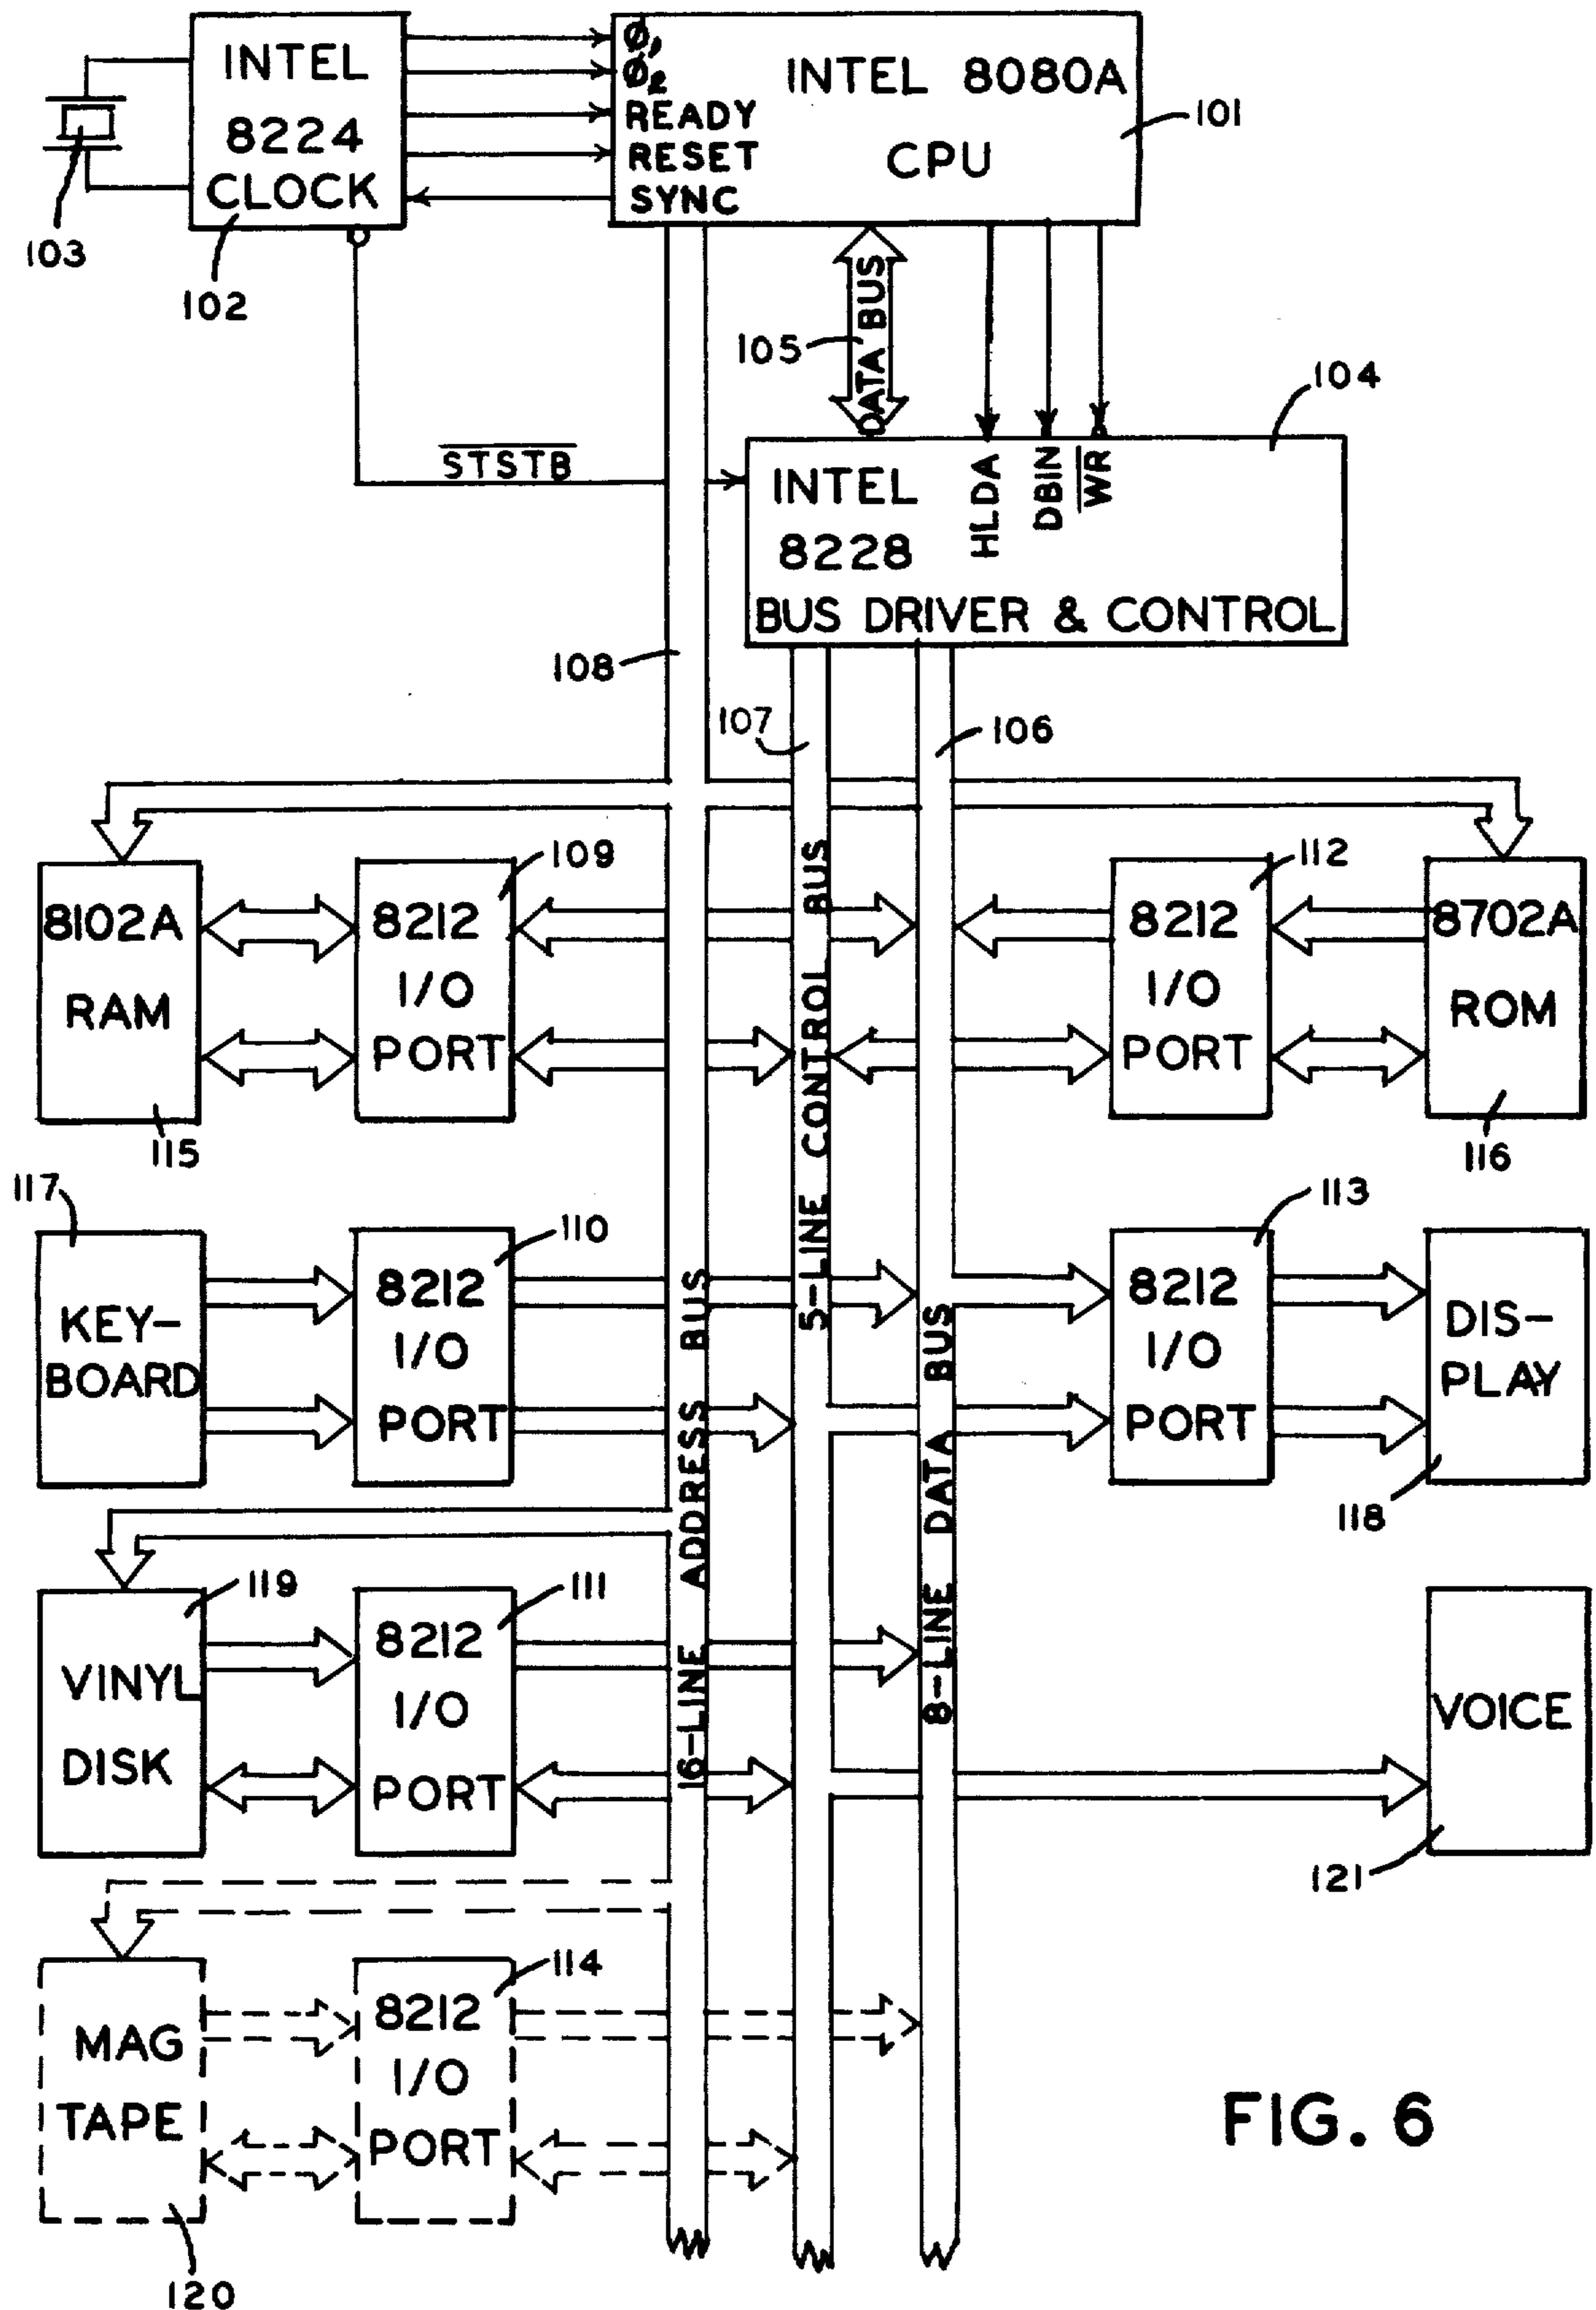 INTEL
8224
CLOCK
Ø1
Ø2
READY
RESET
SYNC
INTEL 8080A
CPU
101
103
102
DATA BUS
105
104
STSTB
INTEL
8228
HLDA
DBIN
WR
BUS DRIVER & CONTROL
108
107
106
109
112
8102A
RAM
8212
I/O
PORT
8212
I/O
PORT
8702A
ROM
115
116
5-LINE CONTROL BUS
117
110
113
KEY-
BOARD
8212
I/O
PORT
8212
I/O
PORT
DIS-
PLAY
118
16-LINE ADDRESS BUS
8-LINE DATA BUS
119
111
VINYL
DISK
8212
I/O
PORT
VOICE
121
114
MAG
TAPE
8212
I/O
PORT
120
FIG. 6